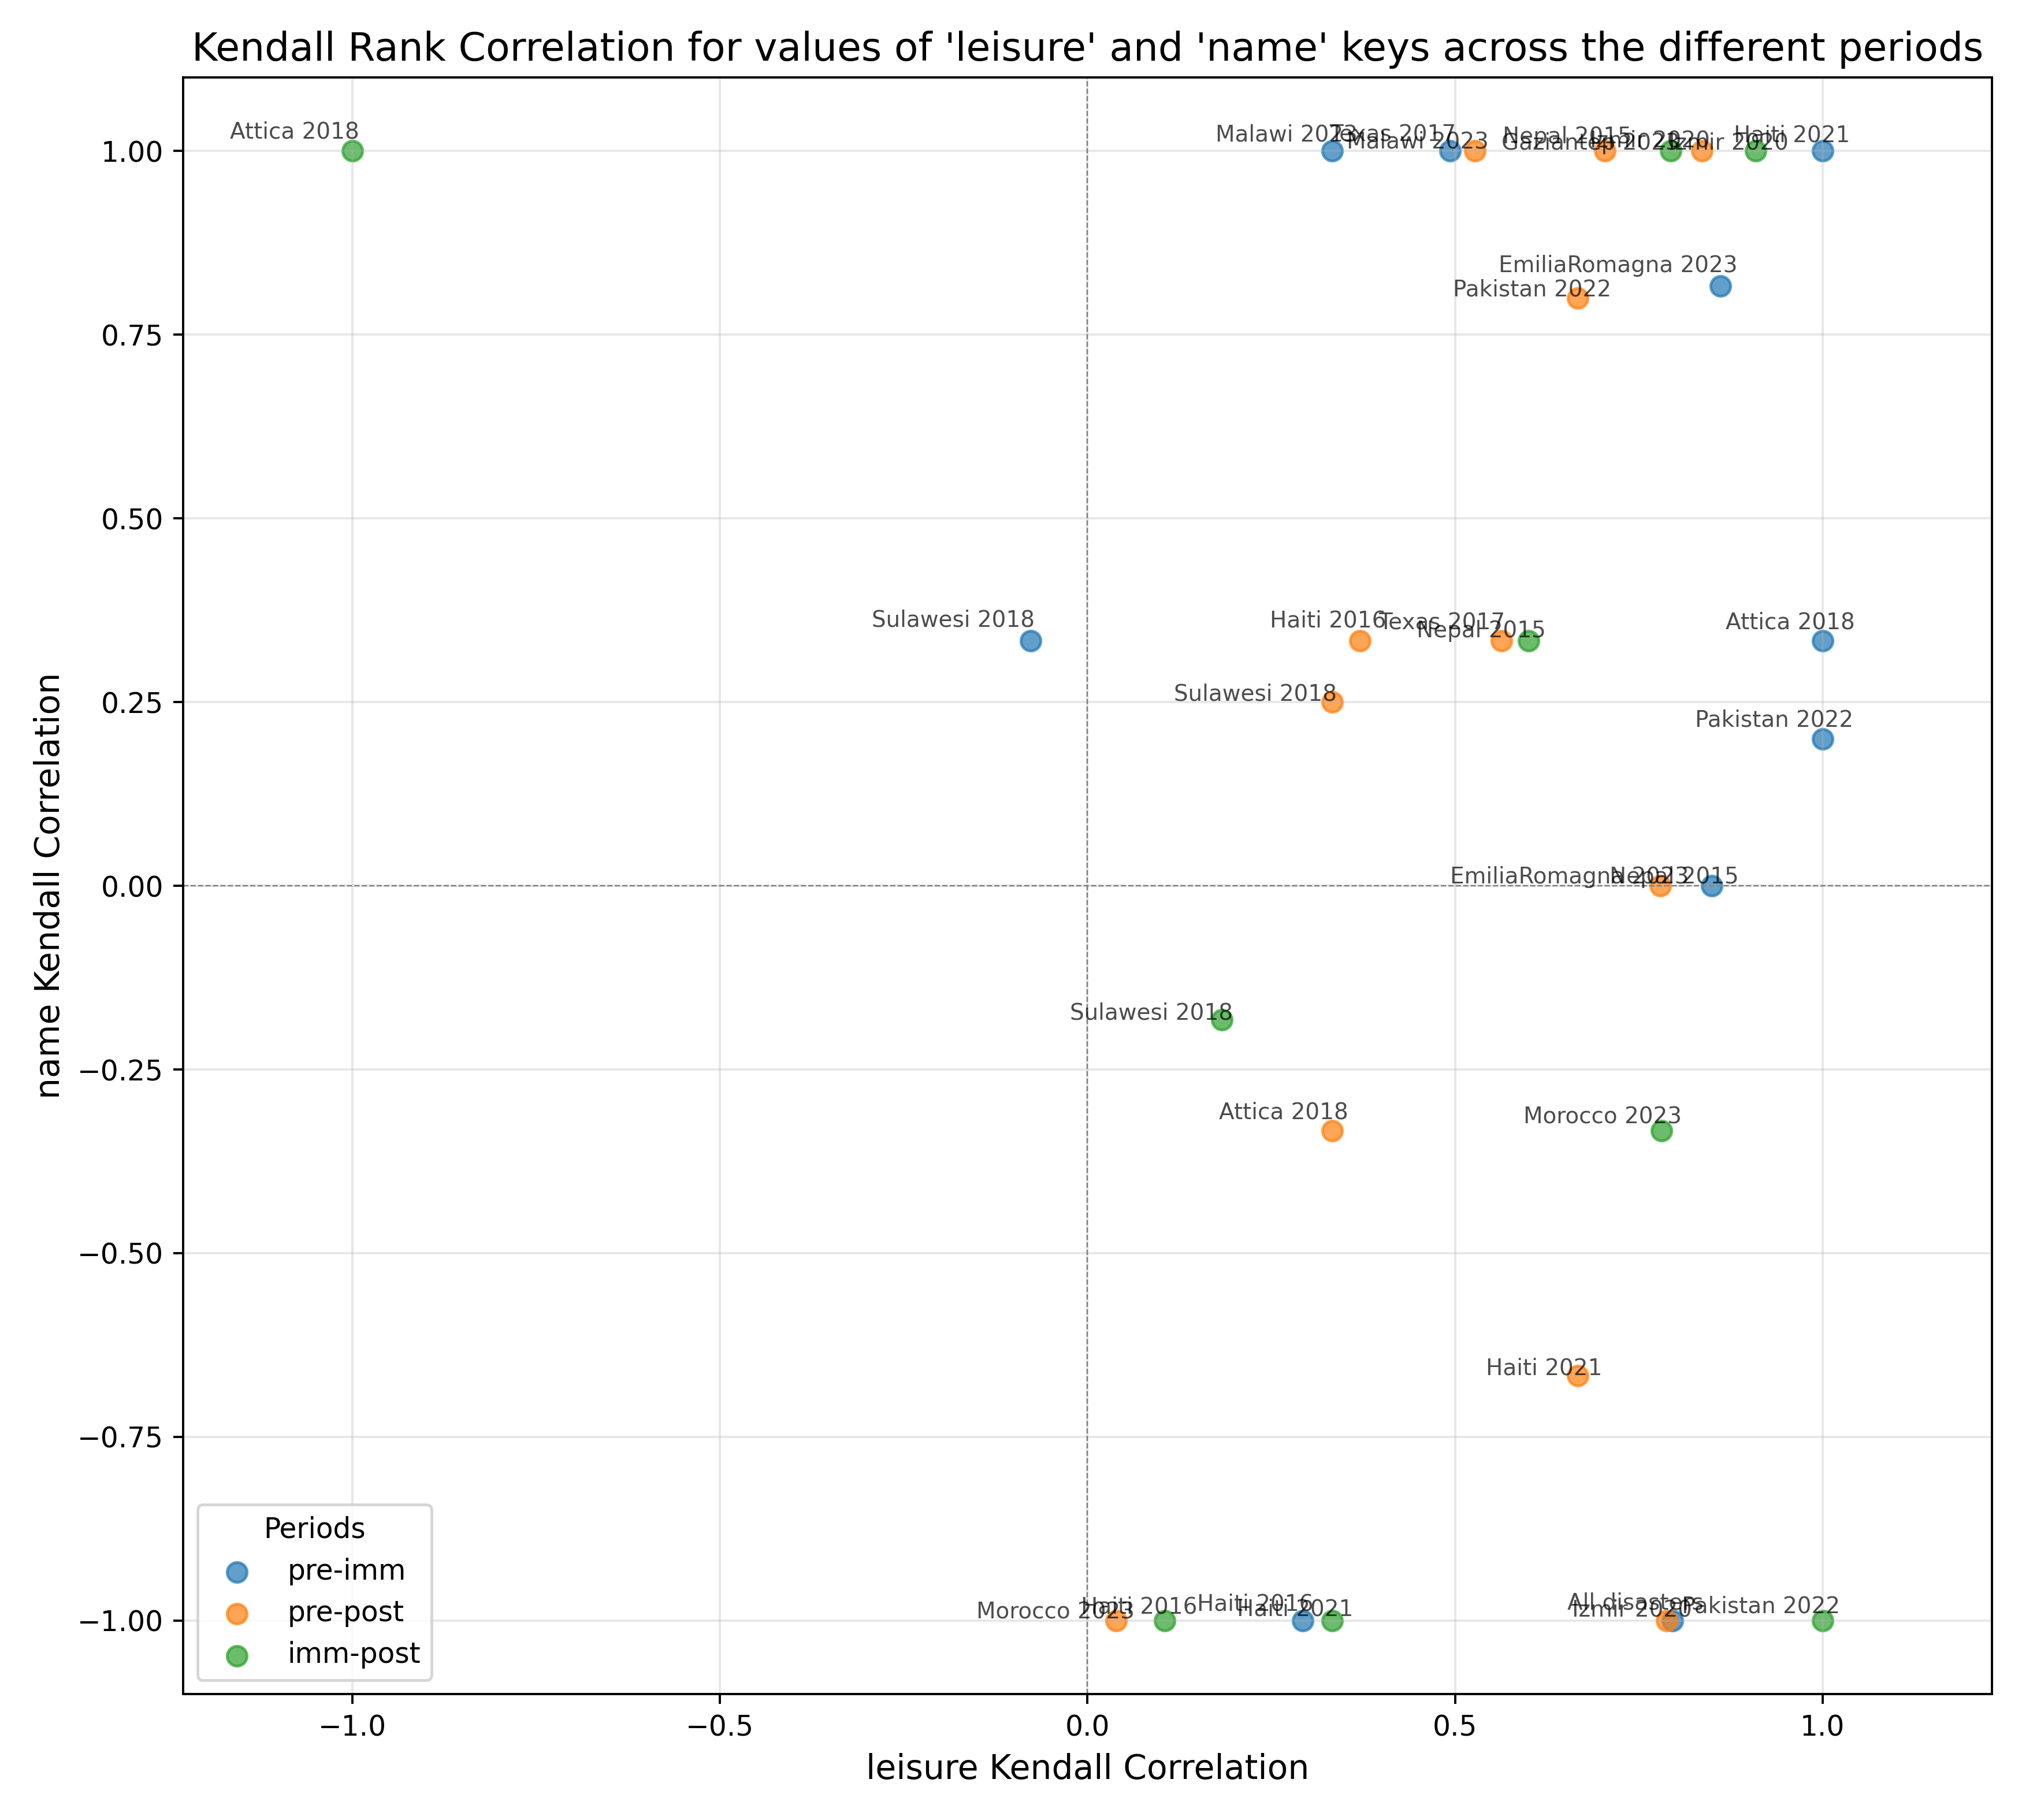 Kendall Rank Correlation for values of 'leisure' and 'name' keys across the different periods
Attica 2018
Malawi 2023
Texas 2017
Malawi 2023
Nepal 2015
Gaziantep 2023
Izmir 2020
Izmir 2020
Haiti 2021
EmiliaRomagna 2023
Pakistan 2022
Sulawesi 2018
Haiti 2016
Texas 2017
Nepal 2015
Attica 2018
Sulawesi 2018
Pakistan 2022
EmiliaRomagna 2023
Nepal 2015
Sulawesi 2018
Attica 2018
Morocco 2023
Haiti 2021
Morocco 2023
Haiti 2016
Haiti 2016
Haiti 2021
All disasters
Izmir 2020
Pakistan 2022
1.00
0.75
0.50
0.25
0.00
−0.25
−0.50
−0.75
−1.00
name Kendall Correlation
Periods
pre-imm
pre-post
imm-post
−1.0
−0.5
0.0
0.5
1.0
leisure Kendall Correlation